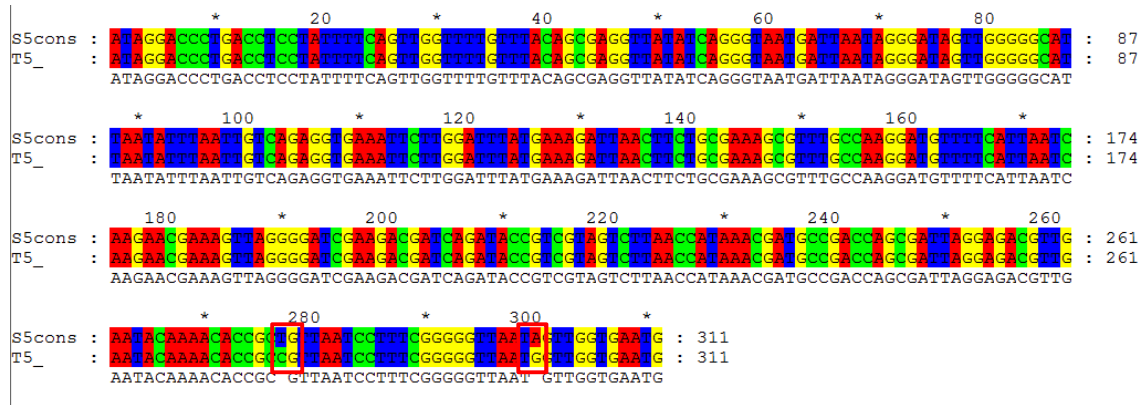 * 20 * 40 * 60 * 80
S5cons : ATAGGACCCTGACCTCCTATTTTCAGTTGGTTTTGTTTACAGCGAGGTTATATCAGGGTAATGATTAATAGGGATAGTTGGGGGCAT : 87
T5_ : ATAGGACCCTGACCTCCTATTTTCAGTTGGTTTTGTTTACAGCGAGGTTATATCAGGGTAATGATTAATAGGGATAGTTGGGGGCAT : 87
ATAGGACCCTGACCTCCTATTTTCAGTTGGTTTTGTTTACAGCGAGGTTATATCAGGGTAATGATTAATAGGGATAGTTGGGGGCAT
* 100 * 120 * 140 * 160 *
S5cons : TAATATTTAATTGTCAGAGGTGAAATTCTTGGATTTATGAAAGATTAACTTCTGCGAAAGCGTTTGCCAAGGATGTTTTCATTAATC : 174
T5_ : TAATATTTAATTGTCAGAGGTGAAATTCTTGGATTTATGAAAGATTAACTTCTGCGAAAGCGTTTGCCAAGGATGTTTTCATTAATC : 174
TAATATTTAATTGTCAGAGGTGAAATTCTTGGATTTATGAAAGATTAACTTCTGCGAAAGCGTTTGCCAAGGATGTTTTCATTAATC
180 * 200 * 220 * 240 * 260
S5cons : AAGAACGAAAGTTAGGGGATCGAAGACGATCAGATACCGTCGTAGTCTTAACCATAAACGATGCCGACCAGCGATTAGGAGACGTTG : 261
T5_ : AAGAACGAAAGTTAGGGGATCGAAGACGATCAGATACCGTCGTAGTCTTAACCATAAACGATGCCGACCAGCGATTAGGAGACGTTG : 261
AAGAACGAAAGTTAGGGGATCGAAGACGATCAGATACCGTCGTAGTCTTAACCATAAACGATGCCGACCAGCGATTAGGAGACGTTG
* 280 * 300 *
S5cons : AATACAAAACACCGCTGTTAATCCTTTCGGGGGTTAATAGTTGGTGAATG : 311
T5_ : AATACAAAACACCGCCGTTAATCCTTTCGGGGGTTAATGGTTGGTGAATG : 311
AATACAAAACACCGC GTTAATCCTTTCGGGGGTTAAT GTTGGTGAATG